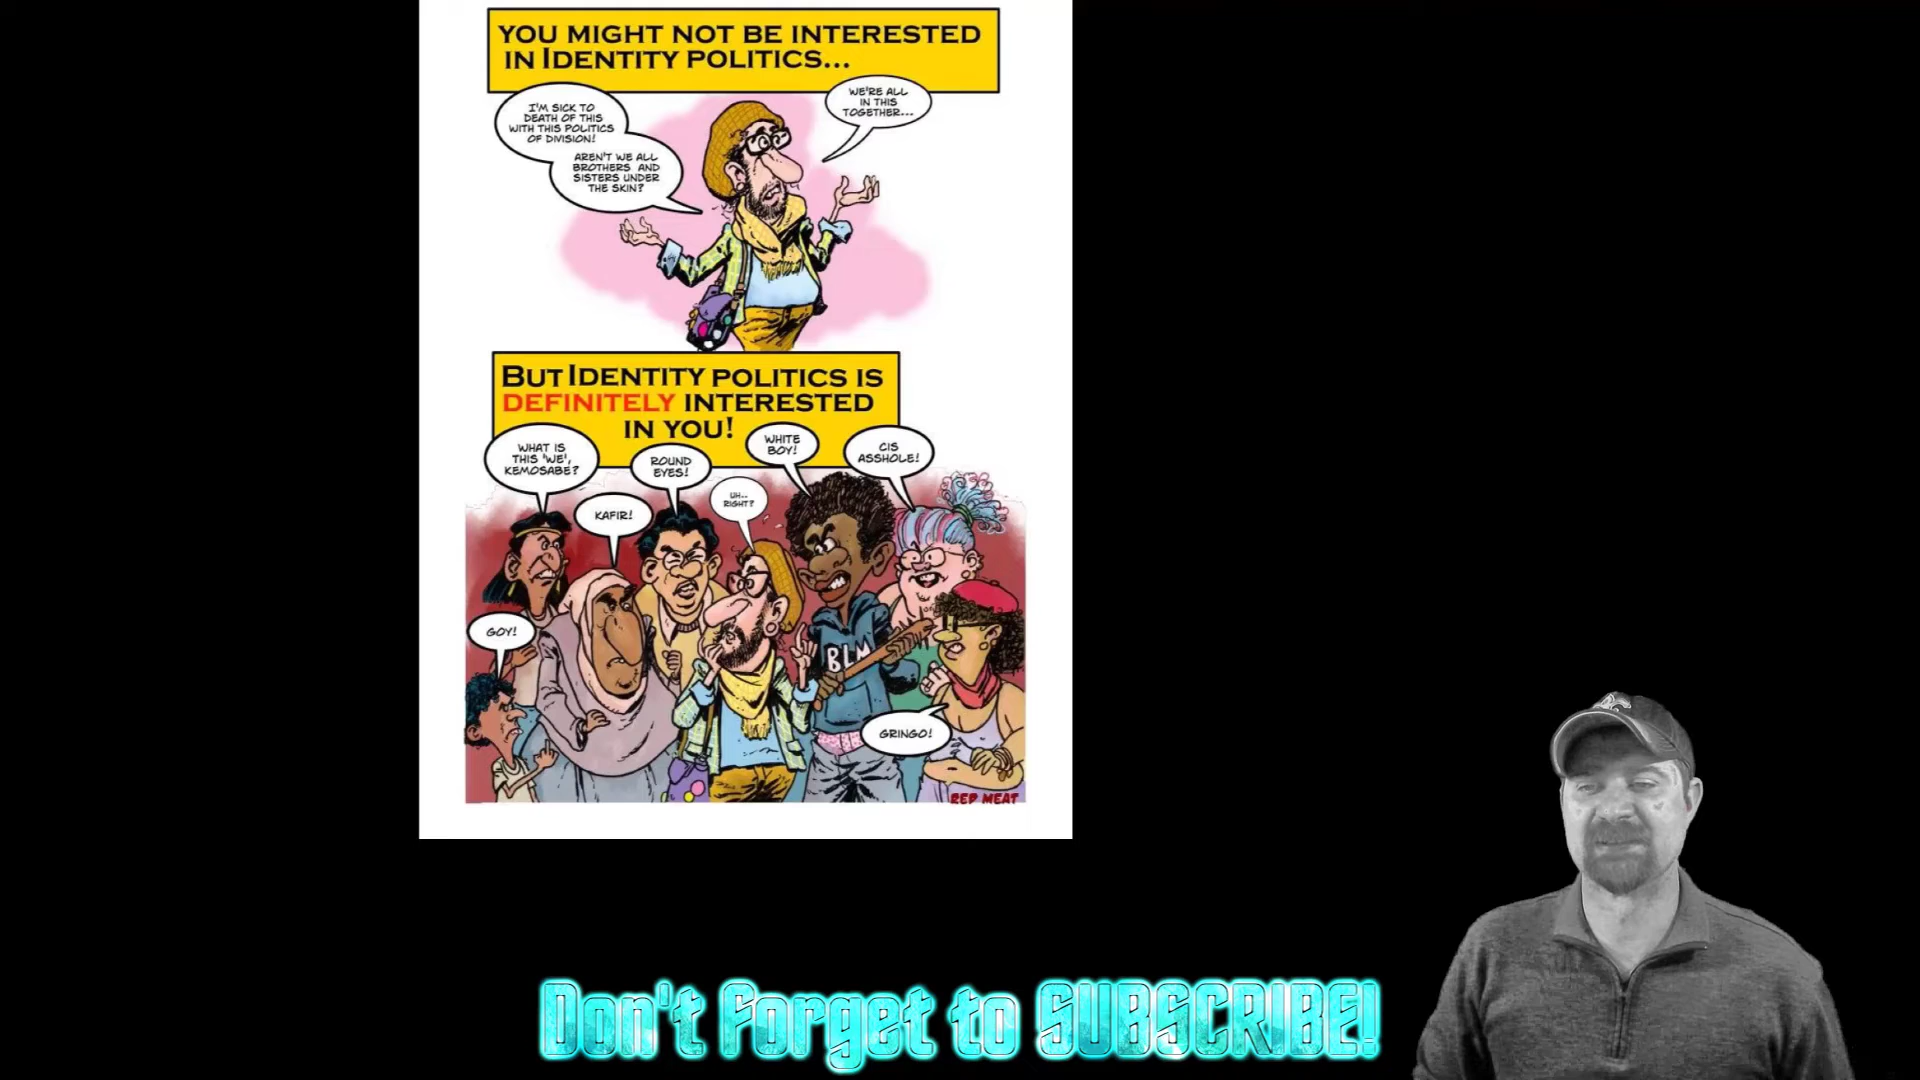 YOU MIGHT NOT BE INTERESTED
IN IDENTITY POLITICS...
I'M SICK TO
DEATH OF THIS
WITH THIS POLITICS
OF DIVISION!
AREN'T WE ALL
BROTHERS AND
SISTERS UNDER
THE SKIN?
WE'RE ALL
IN THIS
TOGETHER...
BUT IDENTITY POLITICS IS
DEFINITELY INTERESTED
IN YOU!
WHAT IS
THIS 'WE',
KEMOSABE?
KAFIR!
ROUND
EYES!
UH..
RIGHT?
WHITE
BOY!
CIS
ASSHOLE!
GOY!
BLM
GRINGO!
RED MEAT
Don't Forget to SUBSCRIBE!